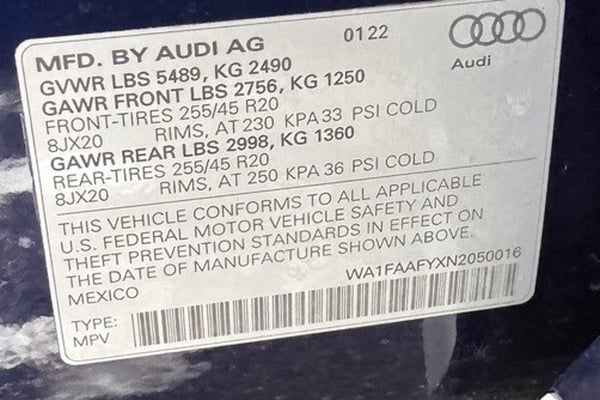 MFD. BY AUDI AG 0122
Audi
GVWR LBS 5489, KG 2490
GAWR FRONT LBS 2756, KG 1250
FRONT-TIRES 255/45 R20
8JX20 RIMS, AT 230 KPA 33 PSI COLD
GAWR REAR LBS 2998, KG 1360
REAR-TIRES 255/45 R20
8JX20 RIMS, AT 250 KPA 36 PSI COLD
THIS VEHICLE CONFORMS TO ALL APPLICABLE
U.S. FEDERAL MOTOR VEHICLE SAFETY AND
THEFT PREVENTION STANDARDS IN EFFECT ON
THE DATE OF MANUFACTURE SHOWN ABOVE.
MEXICO WA1FAAFYXN2050016
TYPE:
MPV